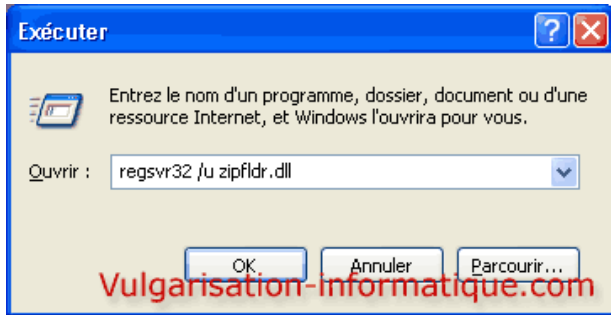 Exécuter
Entrez le nom d'un programme, dossier, document ou d'une
ressource Internet, et Windows l'ouvrira pour vous.
Ouvrir :
regsvr32 /u zipfldr.dll
OK
Annuler
Parcourir...
Vulgarisation-informatique.com